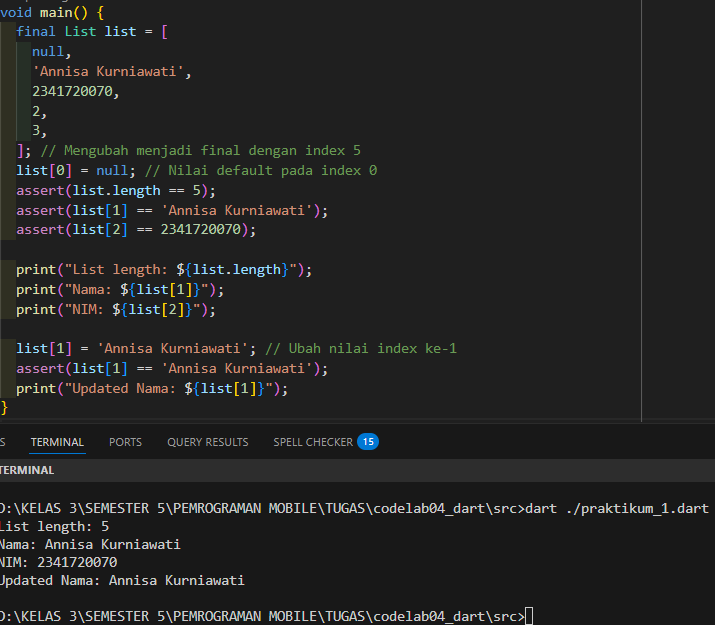 void main() {
  final List list = [
    null,
    'Annisa Kurniawati',
    2341720070,
    2,
    3,
  ]; // Mengubah menjadi final dengan index 5
  list[0] = null; // Nilai default pada index 0
  assert(list.length == 5);
  assert(list[1] == 'Annisa Kurniawati');
  assert(list[2] == 2341720070);

  print("List length: ${list.length}");
  print("Nama: ${list[1]}");
  print("NIM: ${list[2]}");

  list[1] = 'Annisa Kurniawati'; // Ubah nilai index ke-1
  assert(list[1] == 'Annisa Kurniawati');
  print("Updated Nama: ${list[1]}");
}
S TERMINAL PORTS QUERY RESULTS SPELL CHECKER 15
TERMINAL
D:\KELAS 3\SEMESTER 5\PEMROGRAMAN MOBILE\TUGAS\codelab04_dart\src>dart ./praktikum_1.dart
List length: 5
Nama: Annisa Kurniawati
NIM: 2341720070
Updated Nama: Annisa Kurniawati

D:\KELAS 3\SEMESTER 5\PEMROGRAMAN MOBILE\TUGAS\codelab04_dart\src>